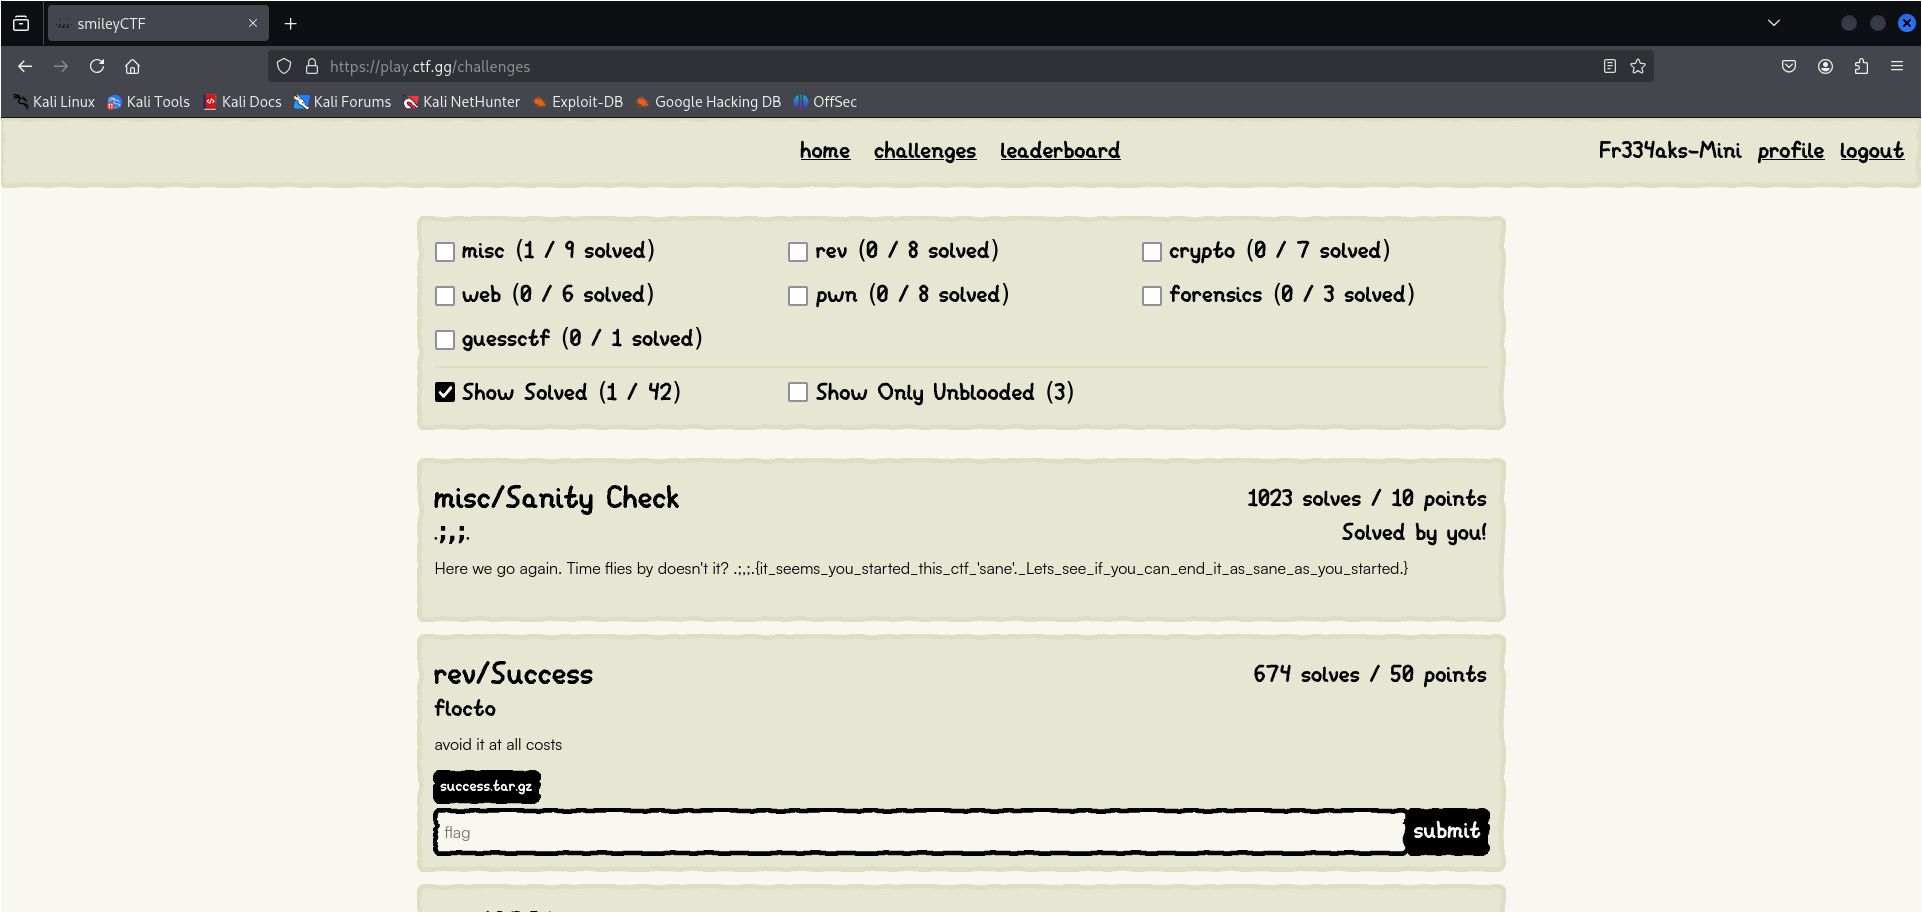 smileyCTF
https://play.ctf.gg/challenges
Kali Linux Kali Tools Kali Docs Kali Forums Kali NetHunter Exploit-DB Google Hacking DB OffSec
home challenges leaderboard Fr334aks-Mini profile logout
misc (1 / 9 solved) rev (0 / 8 solved) crypto (0 / 7 solved)
web (0 / 6 solved) pwn (0 / 8 solved) forensics (0 / 3 solved)
guessctf (0 / 1 solved)
Show Solved (1 / 42) Show Only Unblooded (3)
misc/Sanity Check 1023 solves / 10 points
.;,;. Solved by you!
Here we go again. Time flies by doesn't it? .;,;.{it_seems_you_started_this_ctf_'sane'._Lets_see_if_you_can_end_it_as_sane_as_you_started.}
rev/Success 674 solves / 50 points
flocto
avoid it at all costs
success.tar.gz
flag submit